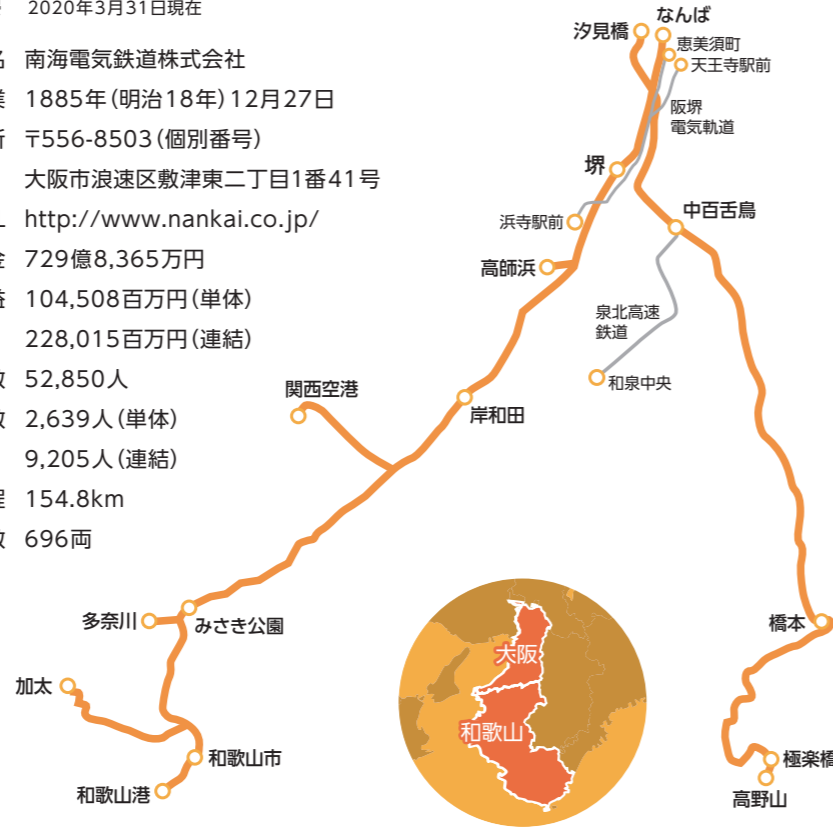 2020年3月31日現在
名 南海電気鉄道株式会社
業 1885年(明治18年)12月27日
所 〒556-8503(個別番号)
大阪市浪速区敷津東二丁目1番41号
http://www.nankai.co.jp/
金 729億8,365万円
益 104,508百万円(単体)
228,015百万円(連結)
数 52,850人
数 2,639人(単体)
9,205人(連結)
程 154.8km
数 696両
なんば
汐見橋
恵美須町
天王寺駅前
阪堺
電気軌道
堺
中百舌鳥
浜寺駅前
高師浜
泉北高速
鉄道
和泉中央
関西空港
岸和田
多奈川
みさき公園
橋本
大阪
加太
和歌山
和歌山市
極楽橋
和歌山港
高野山